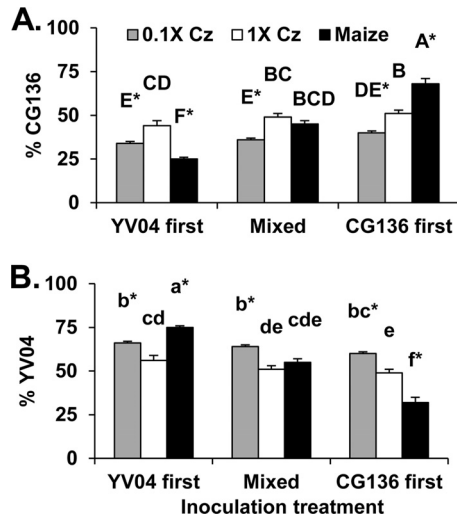 A.
0.1X Cz 1X Cz Maize
% CG136
100
75
50
25
0
E* CD F*
E* BC BCD
DE* B A*
YV04 first Mixed CG136 first
B.
% YV04
100
75
50
25
0
b* cd a*
b* de cde
bc* e f*
YV04 first Mixed CG136 first
Inoculation treatment